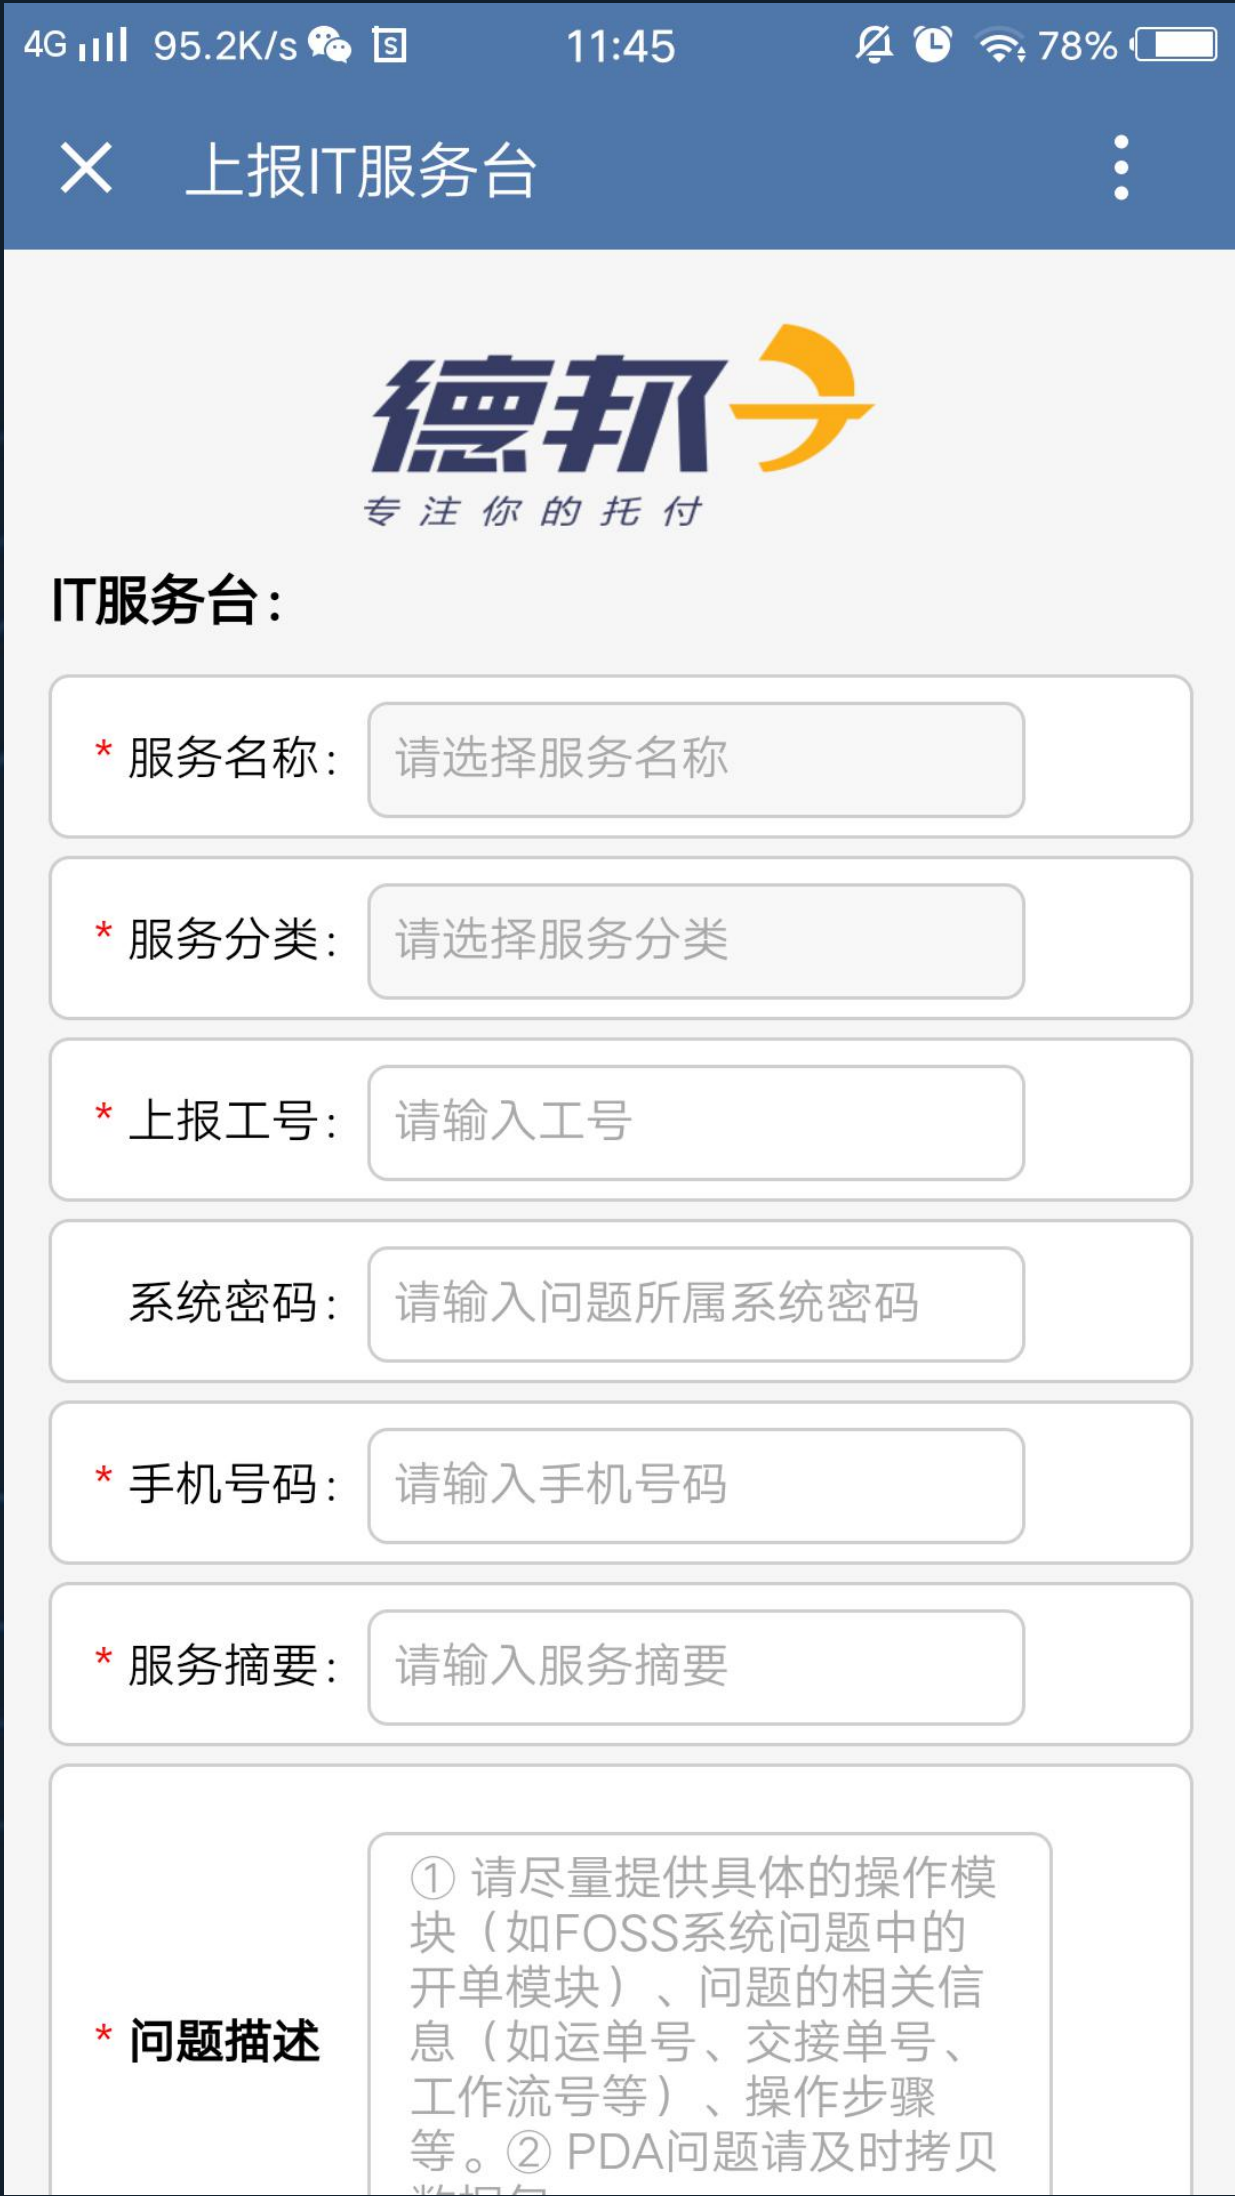 4G 95.2K/s 11:45 78%
上报IT服务台
德邦
专注你的托付
IT服务台：
* 服务名称： 请选择服务名称
* 服务分类： 请选择服务分类
* 上报工号： 请输入工号
系统密码： 请输入问题所属系统密码
* 手机号码： 请输入手机号码
* 服务摘要： 请输入服务摘要
* 问题描述
① 请尽量提供具体的操作模
块（如FOSS系统问题中的
开单模块）、问题的相关信
息（如运单号、交接单号、
工作流号等）、操作步骤
等。② PDA问题请及时拷贝